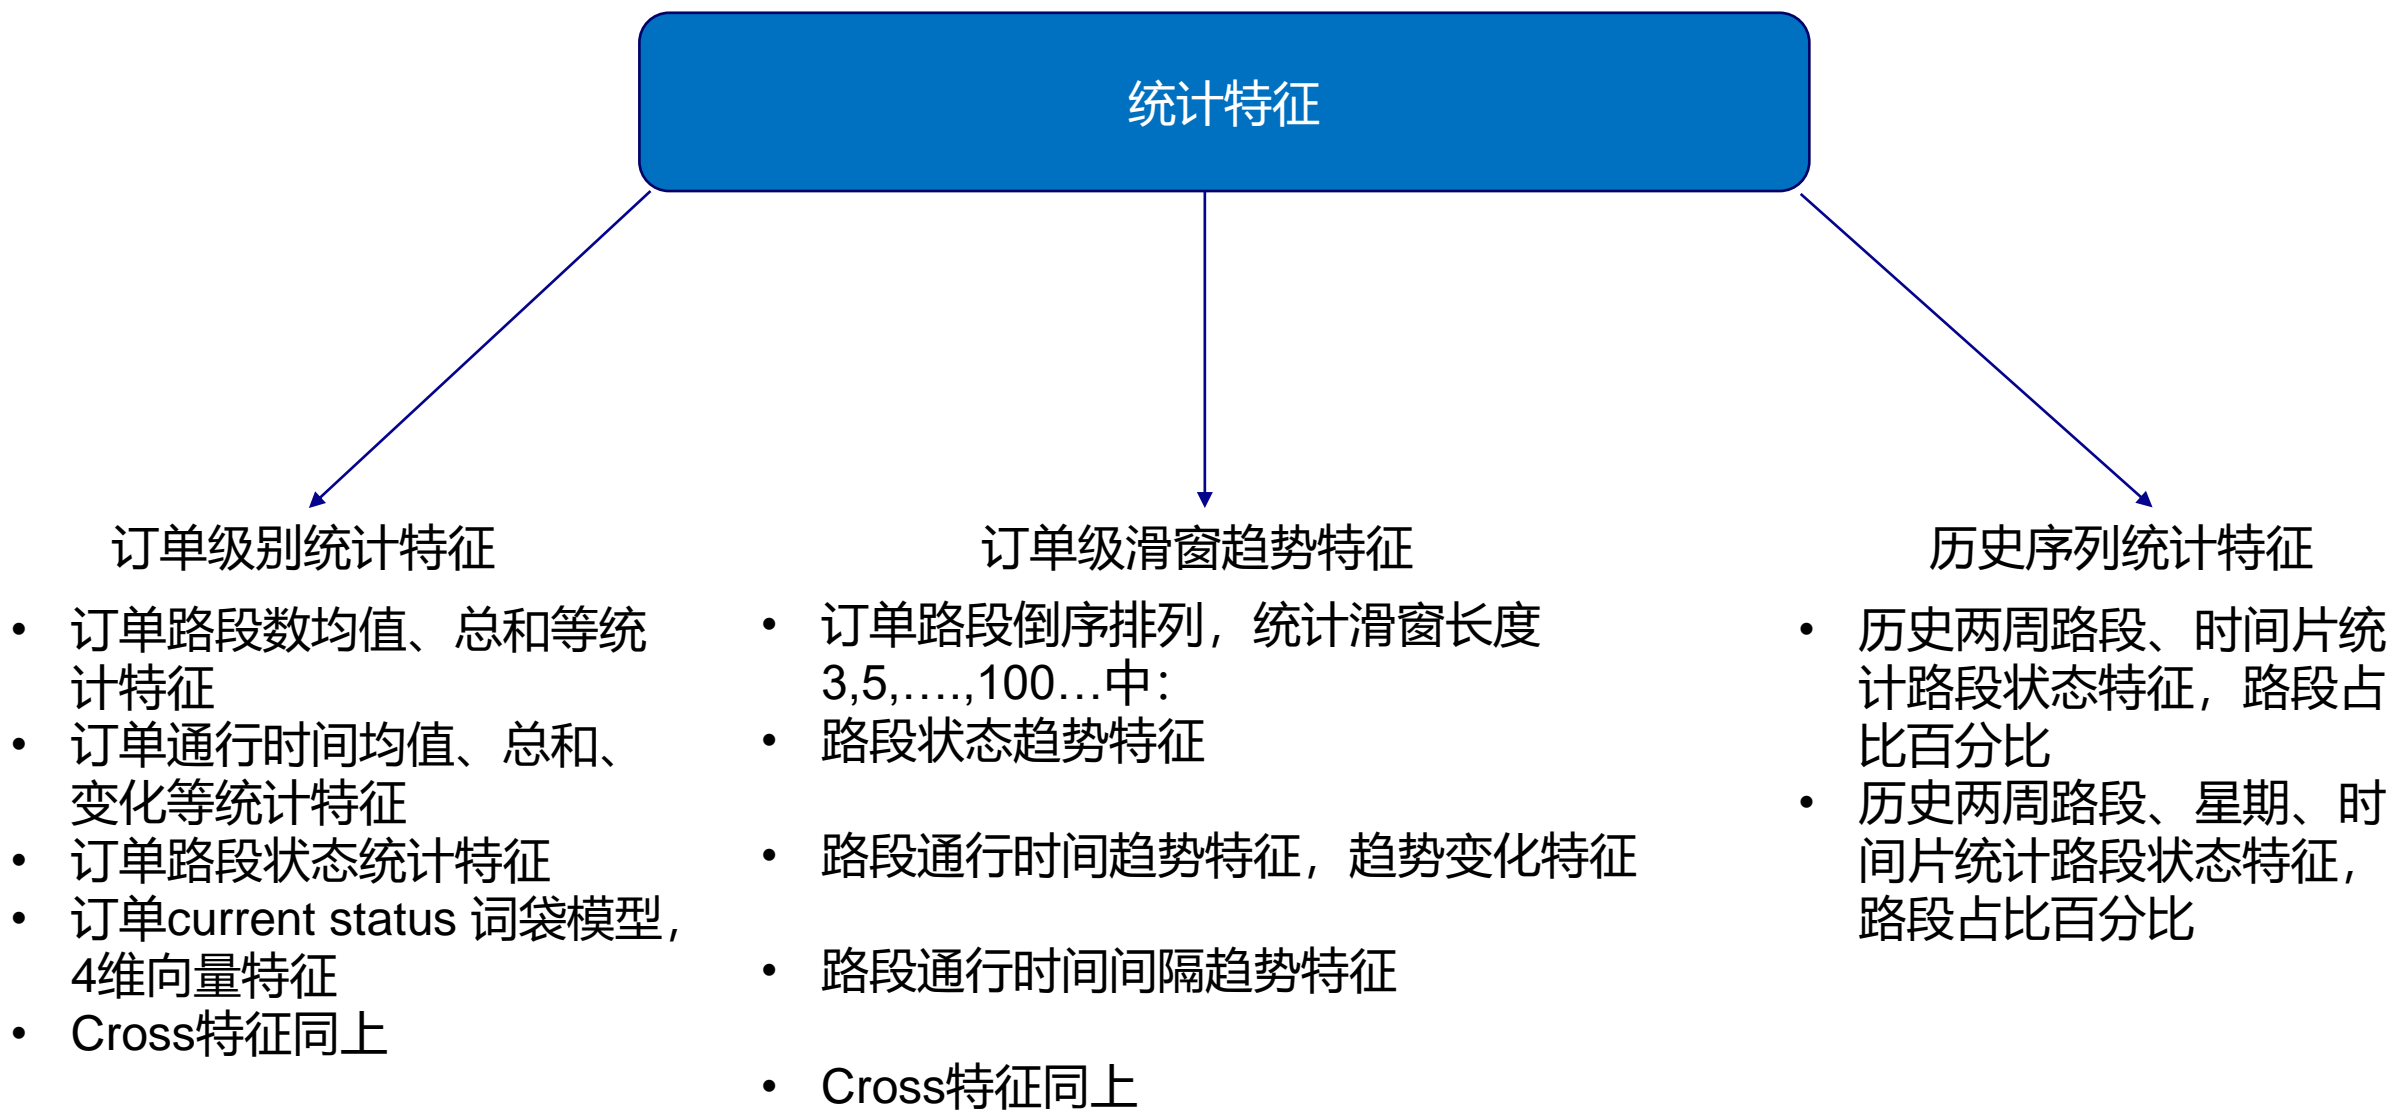 统计特征
订单级别统计特征
• 订单路段数均值、总和等统
计特征
• 订单通行时间均值、总和、
变化等统计特征
• 订单路段状态统计特征
• 订单current status 词袋模型，
4维向量特征
• Cross特征同上
订单级滑窗趋势特征
• 订单路段倒序排列，统计滑窗长度
3,5,….,100…中：
• 路段状态趋势特征
• 路段通行时间趋势特征，趋势变化特征
• 路段通行时间间隔趋势特征
• Cross特征同上
历史序列统计特征
• 历史两周路段、时间片统
计路段状态特征，路段占
比百分比
• 历史两周路段、星期、时
间片统计路段状态特征，
路段占比百分比